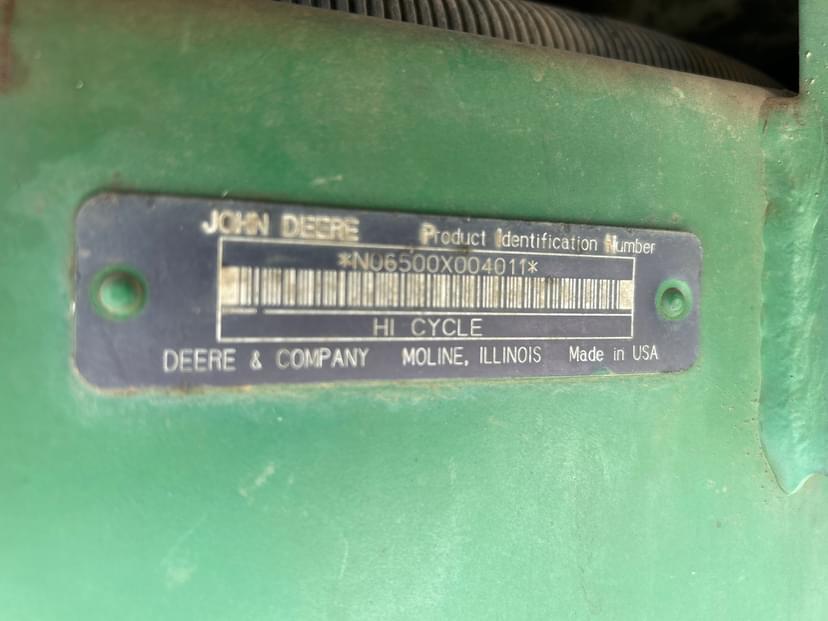 JOHN DEERE Product Identification Number
*N06500X004011*
HI CYCLE
DEERE & COMPANY MOLINE, ILLINOIS Made in USA